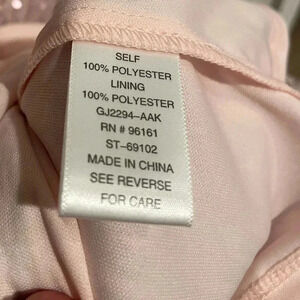 SELF
100% POLYESTER
LINING
100% POLYESTER
GJ2294-AAK
RN # 96161
ST-69102
MADE IN CHINA
SEE REVERSE
FOR CARE